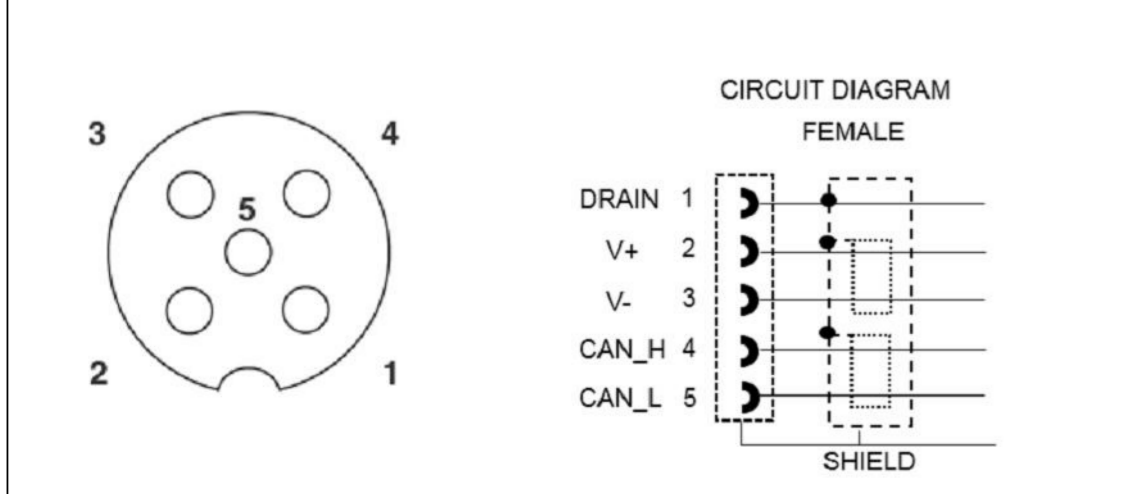 3 4
5
2 1
CIRCUIT DIAGRAM
FEMALE
DRAIN 1
V+ 2
V- 3
CAN_H 4
CAN_L 5
SHIELD